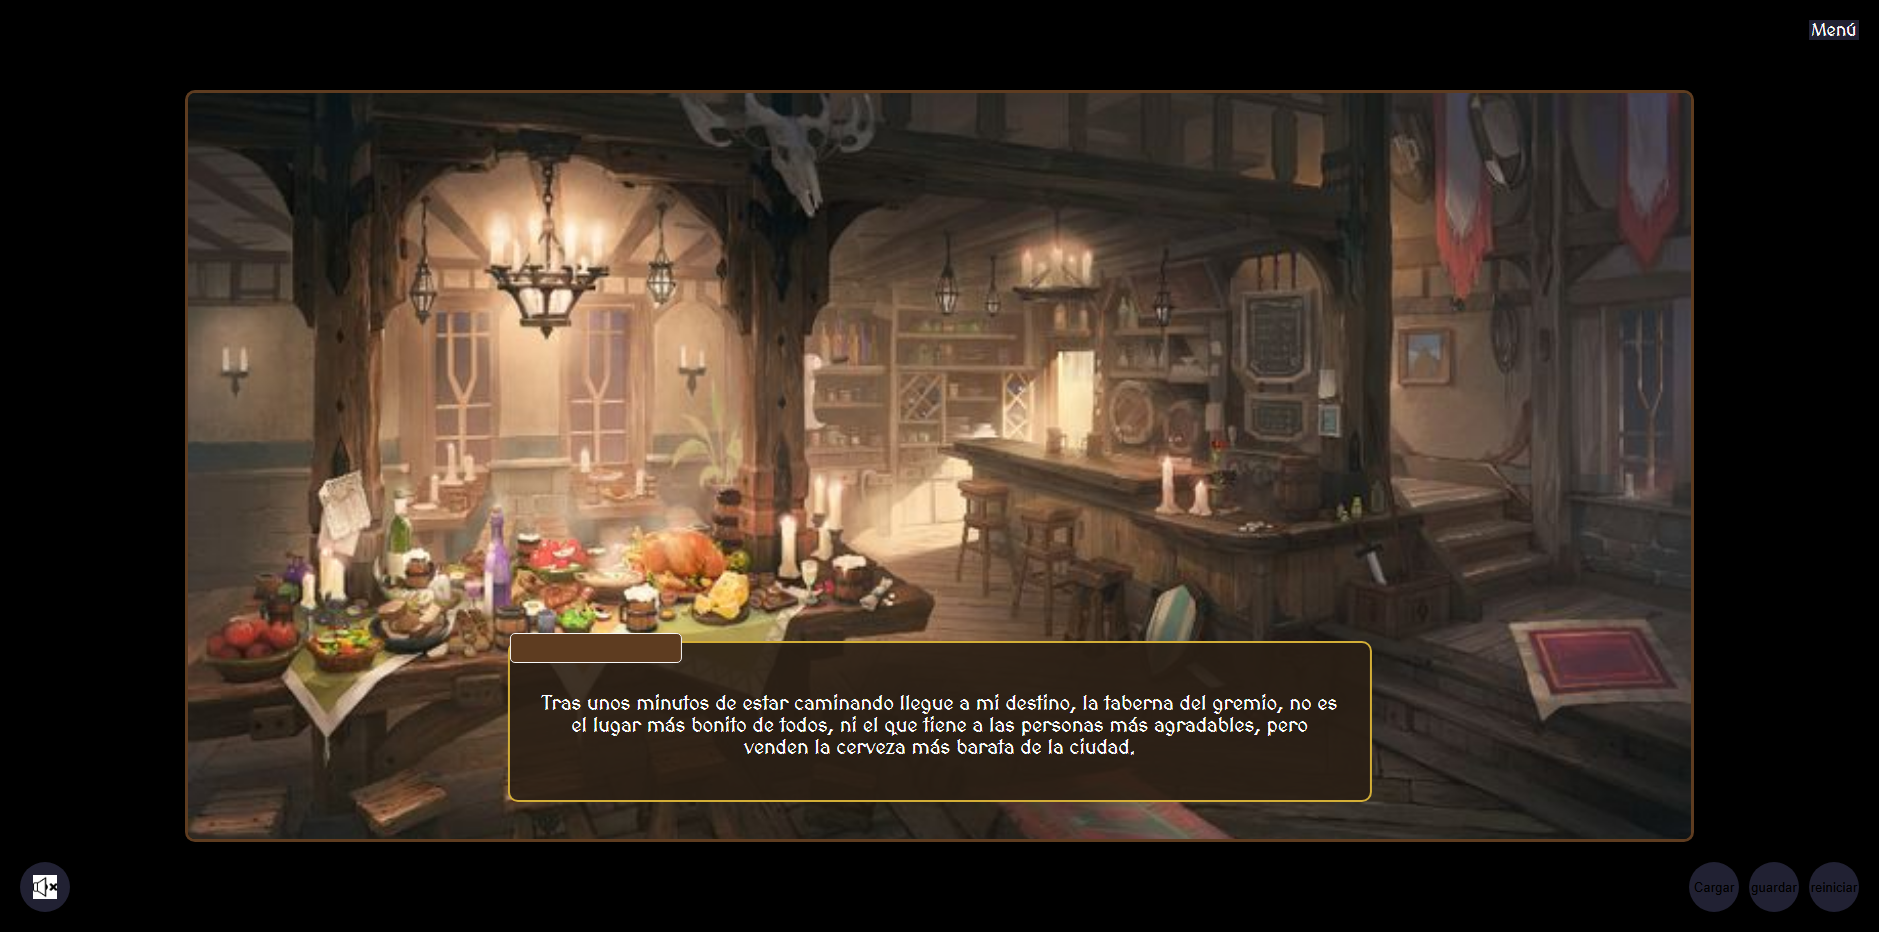 Menú
Tras unos minutos de estar caminando llegue a mi destino, la taberna del gremio, no es
el lugar más bonito de todos, ni el que tiene a las personas más agradables, pero
venden la cerveza más barata de la ciudad.
Cargar
guardar
reiniciar